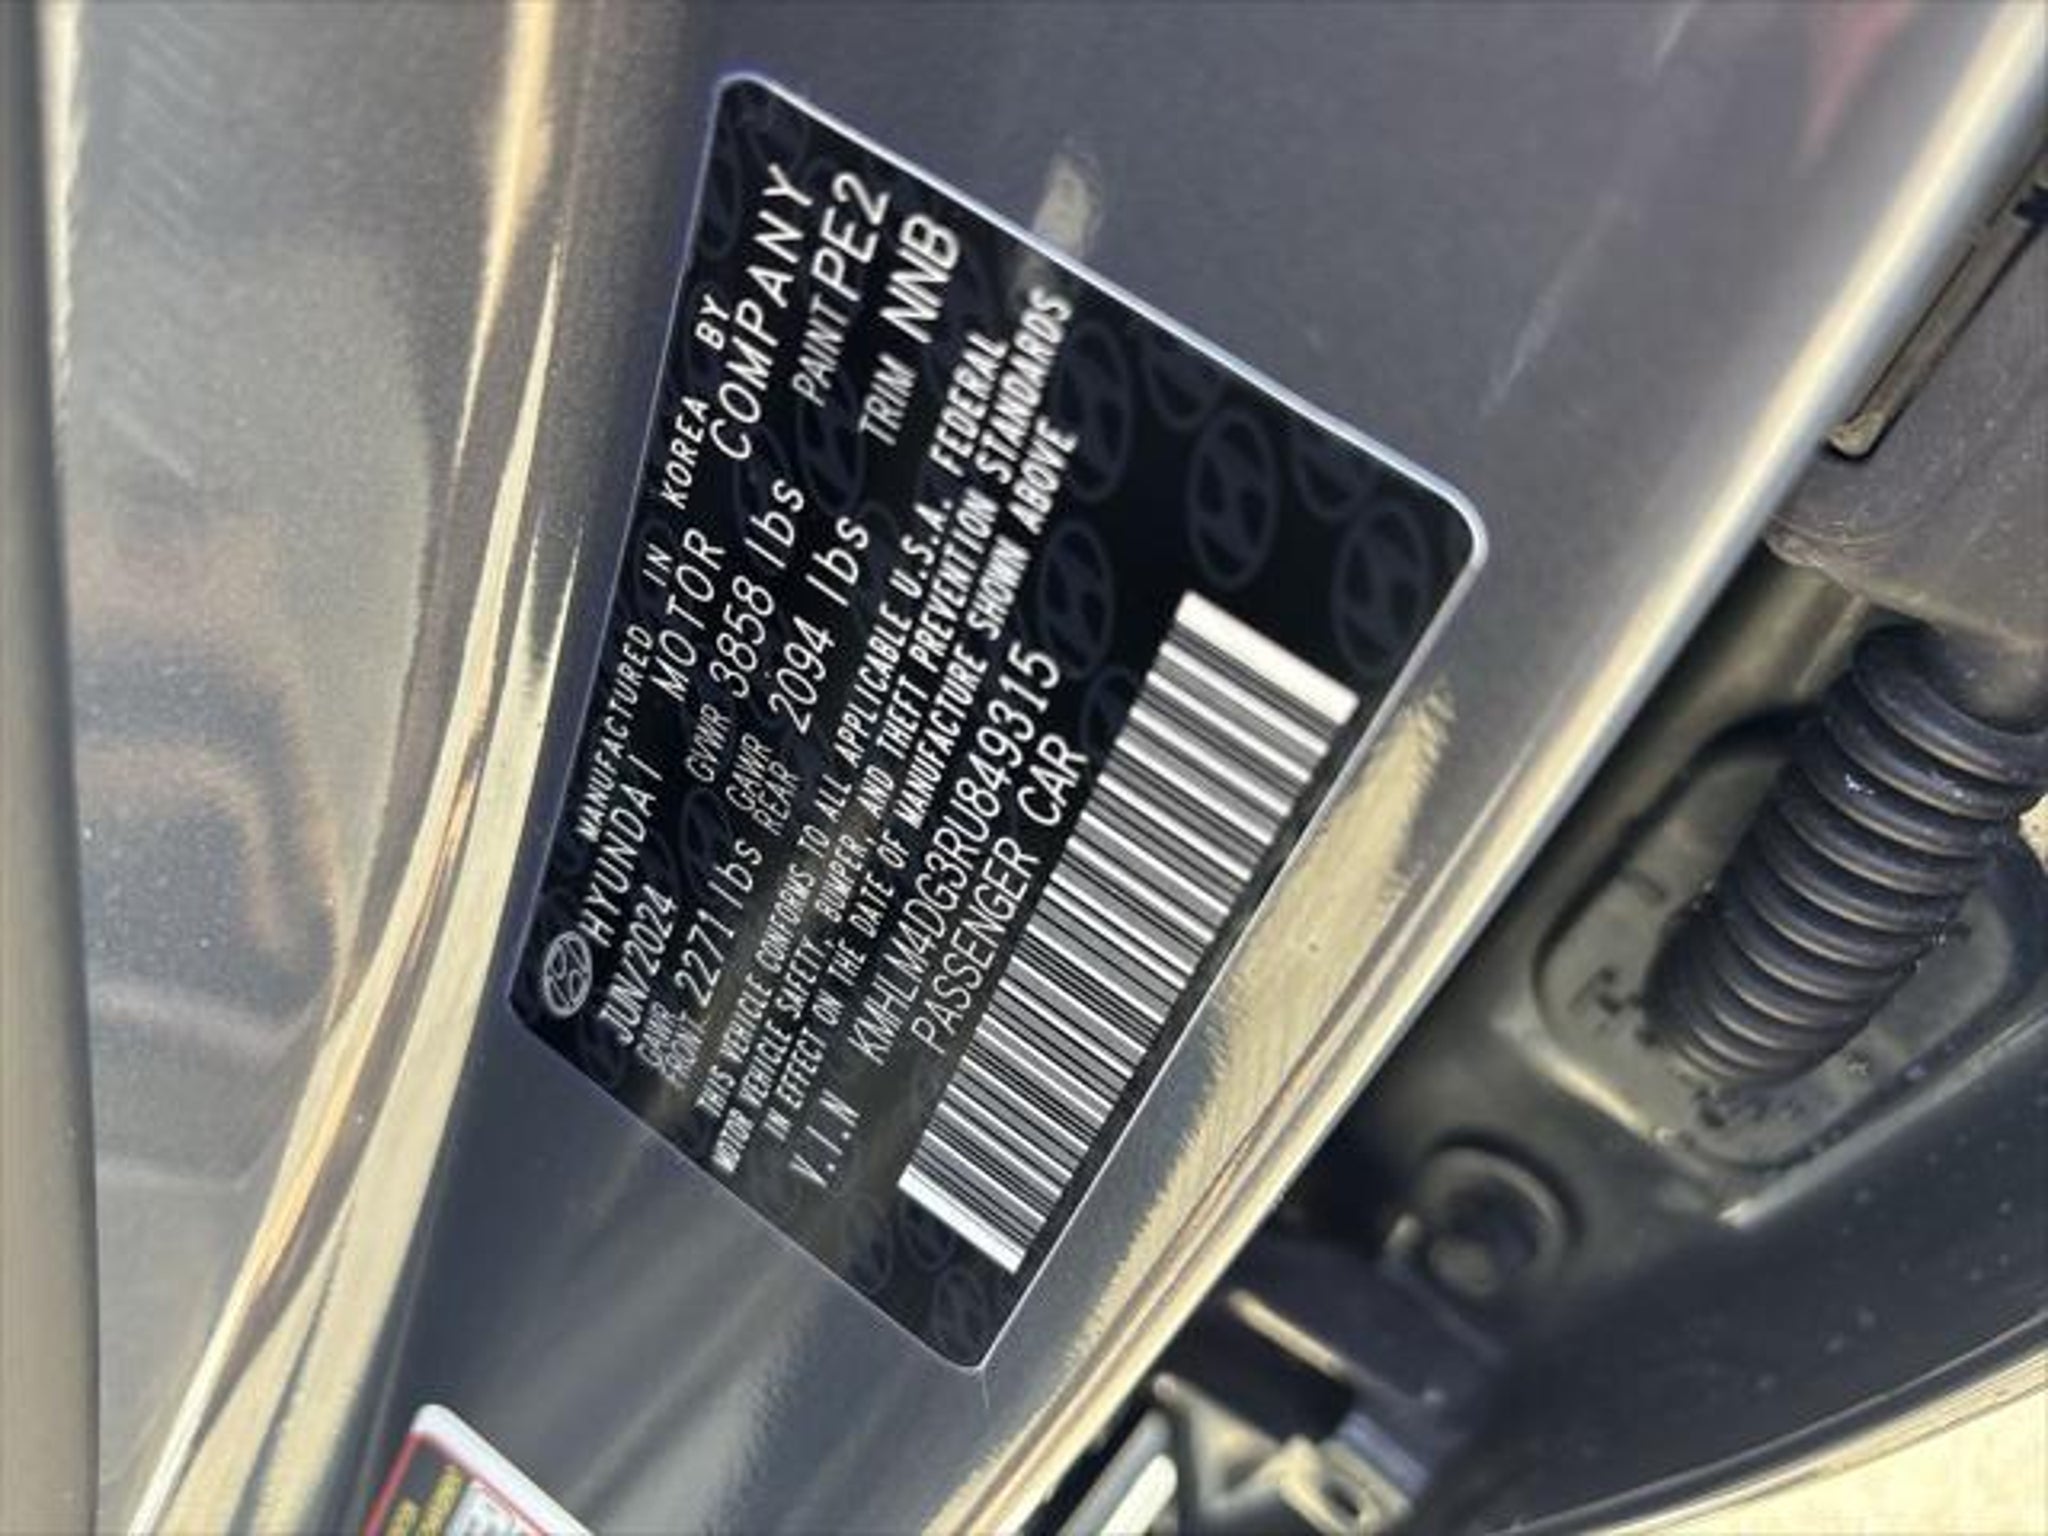 MANUFACTURED IN KOREA BY
HYUNDAI MOTOR COMPANY
JUN/2024 GVWR 3858 lbs PAINT PE2
GAWR FRONT 2271 lbs GAWR REAR 2094 lbs TRIM NNB
THIS VEHICLE CONFORMS TO ALL APPLICABLE U.S.A. FEDERAL
MOTOR VEHICLE SAFETY, BUMPER, AND THEFT PREVENTION STANDARDS
IN EFFECT ON THE DATE OF MANUFACTURE SHOWN ABOVE
V.I.N KMHLM4DG3RU849315
PASSENGER CAR